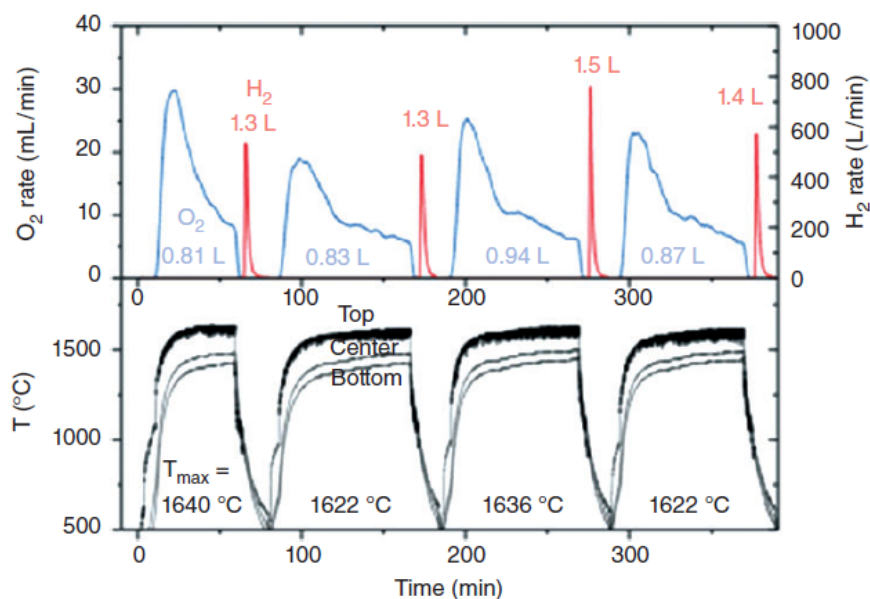 O2 rate (mL/min)
40
30
20
10
0
H2
1.3 L
1.3 L
1.5 L
1.4 L
O2
0.81 L
0.83 L
0.94 L
0.87 L
1000
800
600
400
200
0
H2 rate (L/min)
0 100 200 300
T (°C)
1500
1000
500
Top
Center
Bottom
Tmax =
1640 °C
1622 °C
1636 °C
1622 °C
0 100 200 300
Time (min)